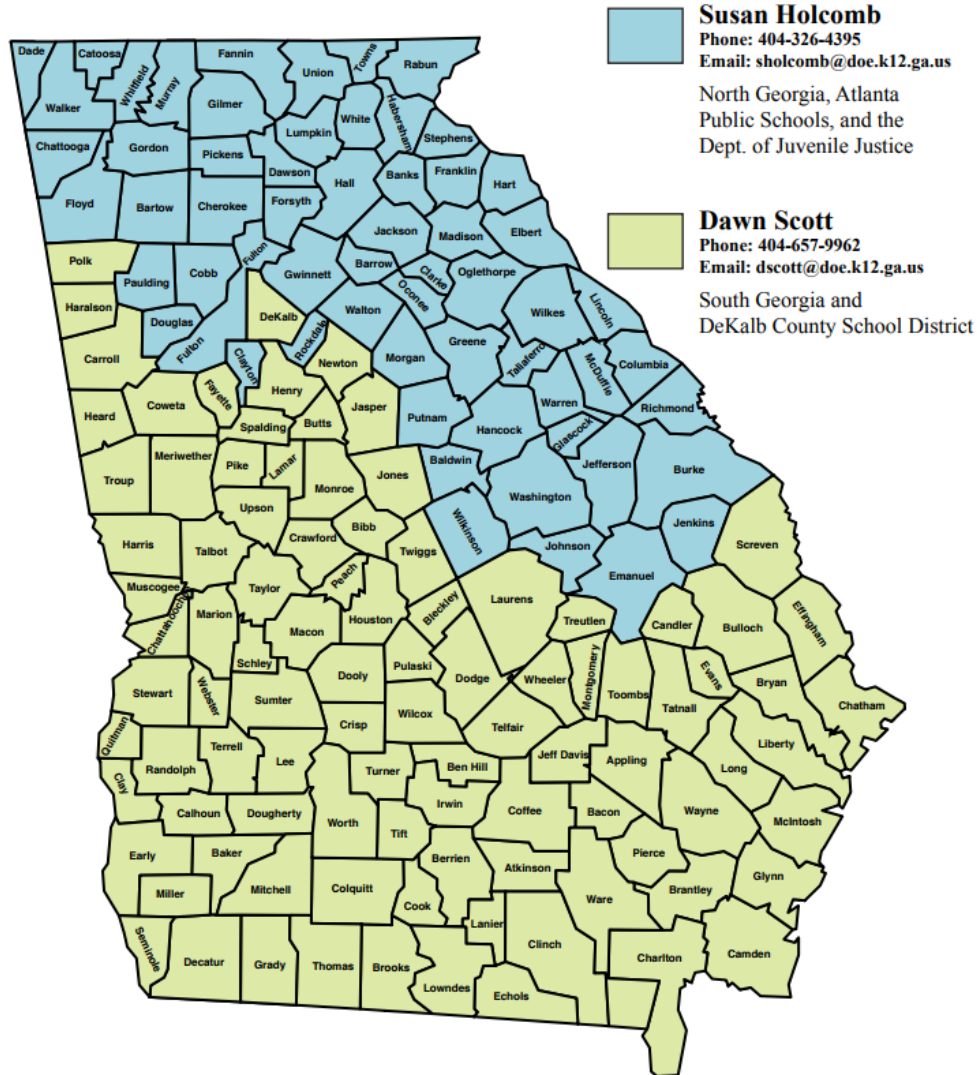 Susan Holcomb
Phone: 404-326-4395
Email: sholcomb@doe.k12.ga.us
North Georgia, Atlanta
Public Schools, and the
Dept. of Juvenile Justice
Dawn Scott
Phone: 404-657-9962
Email: dscott@doe.k12.ga.us
South Georgia and
DeKalb County School District
Dade
Catoosa
Whitfield
Murray
Fannin
Union
Towns
Rabun
Walker
Gilmer
White
Habersham
Lumpkin
Stephens
Chattooga
Gordon
Pickens
Dawson
Hall
Banks
Franklin
Hart
Floyd
Bartow
Cherokee
Forsyth
Jackson
Madison
Elbert
Polk
Paulding
Cobb
Fulton
Gwinnett
Barrow
Clarke
Oconee
Oglethorpe
Haralson
Douglas
Fulton
DeKalb
Rockdale
Walton
Wilkes
Lincoln
Carroll
Clayton
Newton
Morgan
Greene
Taliaferro
McDuffie
Columbia
Heard
Coweta
Fayette
Henry
Jasper
Putnam
Warren
Richmond
Spalding
Butts
Hancock
Glascock
Troup
Meriwether
Pike
Lamar
Monroe
Jones
Baldwin
Washington
Jefferson
Burke
Upson
Bibb
Wilkinson
Jenkins
Harris
Talbot
Crawford
Twiggs
Johnson
Emanuel
Screven
Muscogee
Chattahooche
Marion
Taylor
Peach
Macon
Houston
Bleckley
Laurens
Treutlen
Candler
Bulloch
Effingham
Schley
Dooly
Pulaski
Dodge
Wheeler
Montgomery
Toombs
Tatnall
Evans
Bryan
Chatham
Stewart
Webster
Sumter
Crisp
Wilcox
Telfair
Quitman
Randolph
Terrell
Lee
Turner
Ben Hill
Jeff Davis
Appling
Long
Liberty
Clay
Calhoun
Dougherty
Worth
Tift
Irwin
Coffee
Bacon
Wayne
McIntosh
Early
Baker
Miller
Mitchell
Colquitt
Cook
Berrien
Atkinson
Ware
Pierce
Brantley
Glynn
Seminole
Decatur
Grady
Thomas
Brooks
Lanier
Lowndes
Clinch
Echols
Charlton
Camden